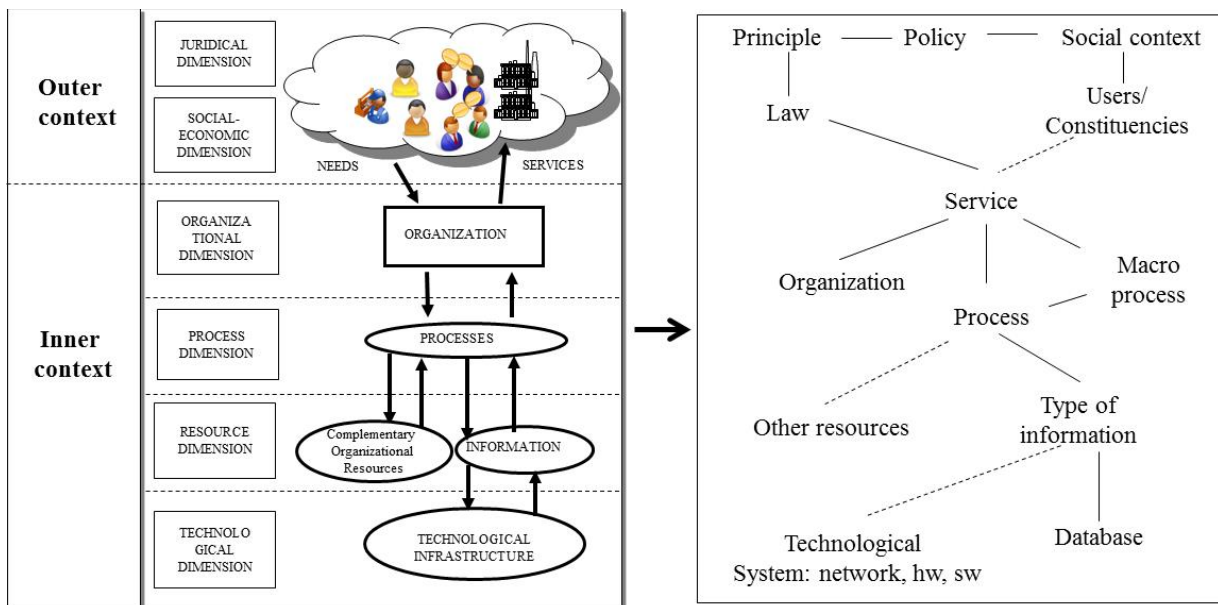 Outer
context
JURIDICAL
DIMENSION
SOCIAL-
ECONOMIC
DIMENSION
NEEDS
SERVICES
Inner
context
ORGANIZA
TIONAL
DIMENSION
ORGANIZATION
PROCESS
DIMENSION
PROCESSES
RESOURCE
DIMENSION
Complementary
Organizational
Resources
INFORMATION
TECHNOLO
GICAL
DIMENSION
TECHNOLOGICAL
INFRASTRUCTURE
Principle
Policy
Social context
Law
Users/
Constituencies
Service
Organization
Macro
process
Process
Other resources
Type of
information
Technological
System: network, hw, sw
Database